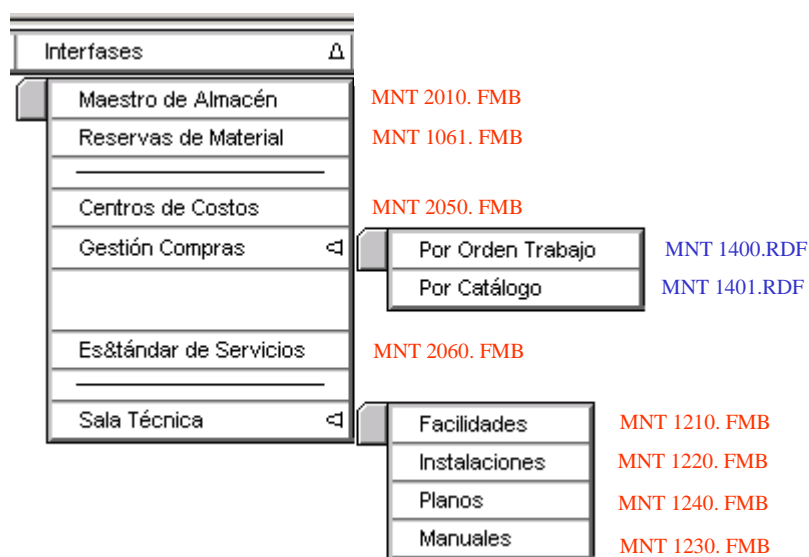 Interfases
Maestro de Almacén MNT 2010. FMB
Reservas de Material MNT 1061. FMB
Centros de Costos MNT 2050. FMB
Gestión Compras Por Orden Trabajo MNT 1400.RDF
Por Catálogo MNT 1401.RDF
Es&tándar de Servicios MNT 2060. FMB
Sala Técnica Facilidades MNT 1210. FMB
Instalaciones MNT 1220. FMB
Planos MNT 1240. FMB
Manuales MNT 1230. FMB